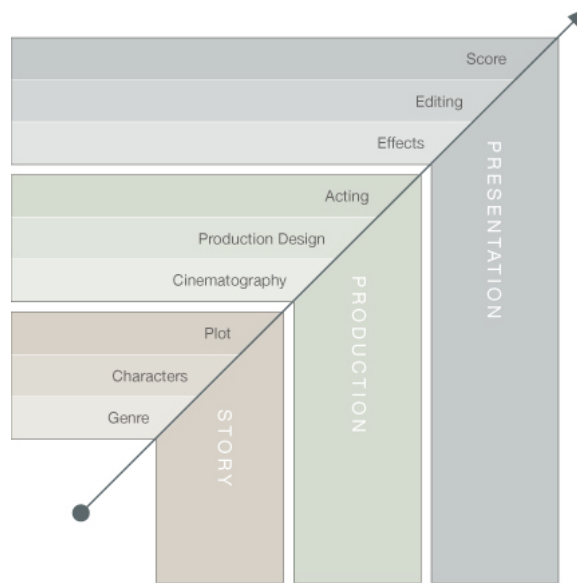 Score
Editing
Effects
PRESENTATION
Acting
Production Design
Cinematography
PRODUCTION
Plot
Characters
Genre
STORY